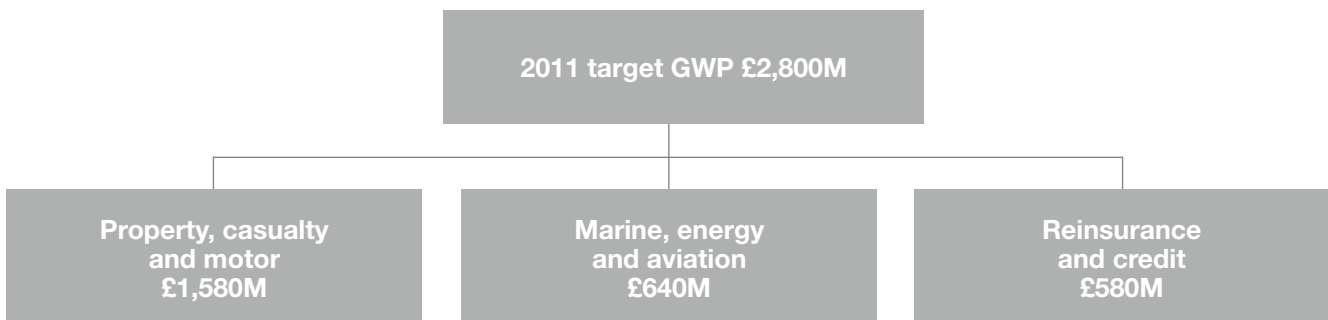 2011 target GWP £2,800M
Property, casualty
and motor
£1,580M
Marine, energy
and aviation
£640M
Reinsurance
and credit
£580M